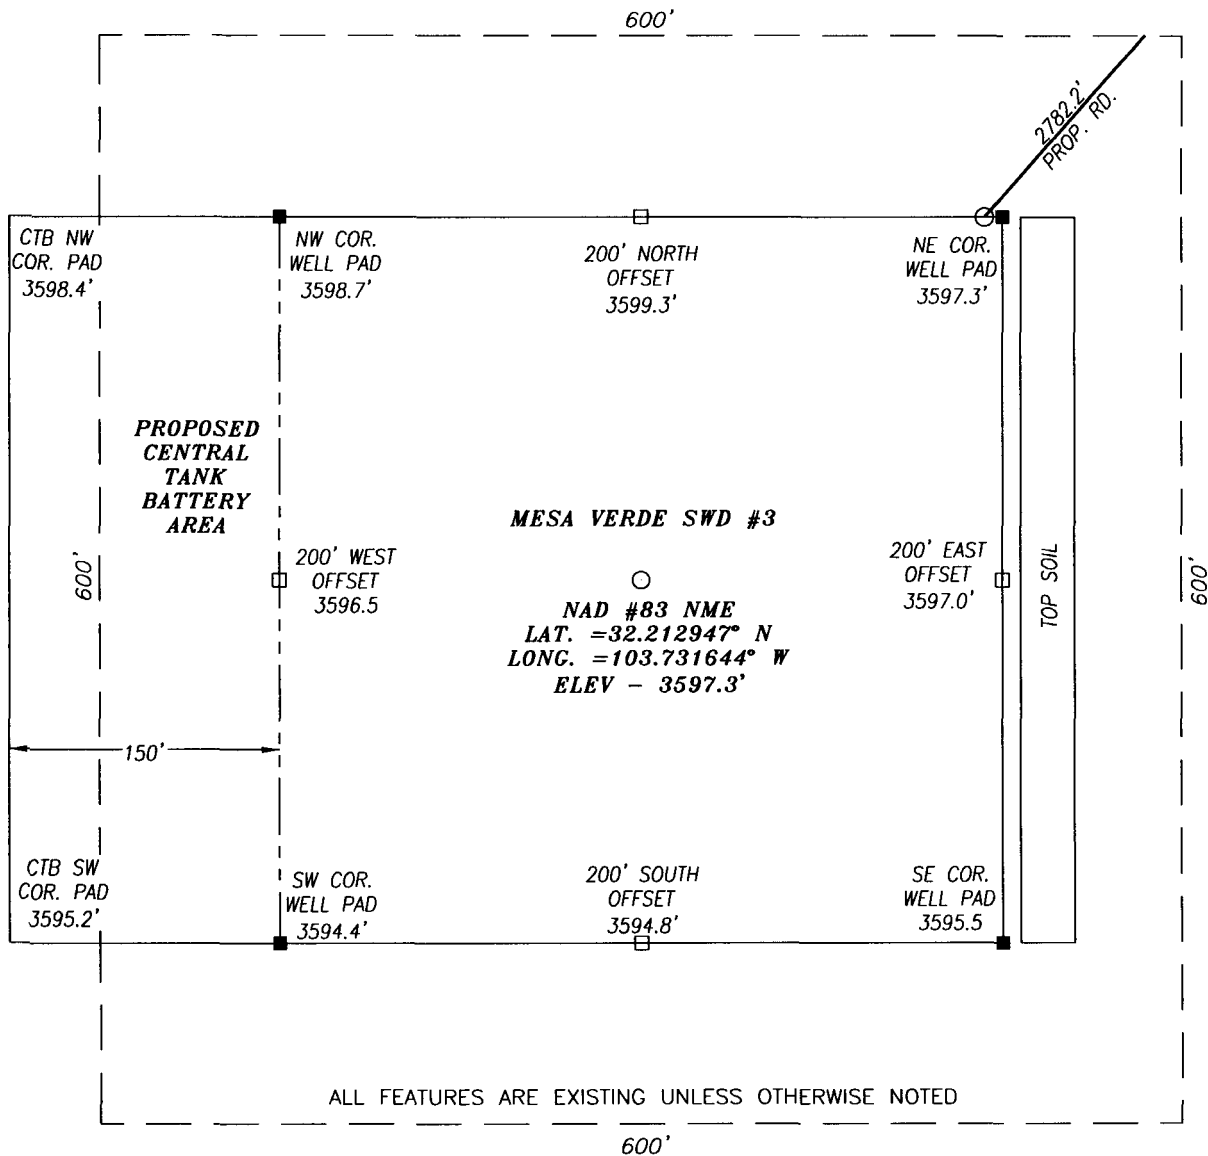 600'
2782.2'
PROP. RD.
CTB NW
COR. PAD
3598.4'
NW COR.
WELL PAD
3598.7'
200' NORTH
OFFSET
3599.3'
NE COR.
WELL PAD
3597.3'
PROPOSED
CENTRAL
TANK
BATTERY
AREA
MESA VERDE SWD #3
600'
200' WEST
OFFSET
3596.5
200' EAST
OFFSET
3597.0'
TOP SOIL
600'
NAD #83 NME
LAT. =32.212947° N
LONG. =103.731644° W
ELEV - 3597.3'
150'
CTB SW
COR. PAD
3595.2'
SW COR.
WELL PAD
3594.4'
200' SOUTH
OFFSET
3594.8'
SE COR.
WELL PAD
3595.5
ALL FEATURES ARE EXISTING UNLESS OTHERWISE NOTED
600'